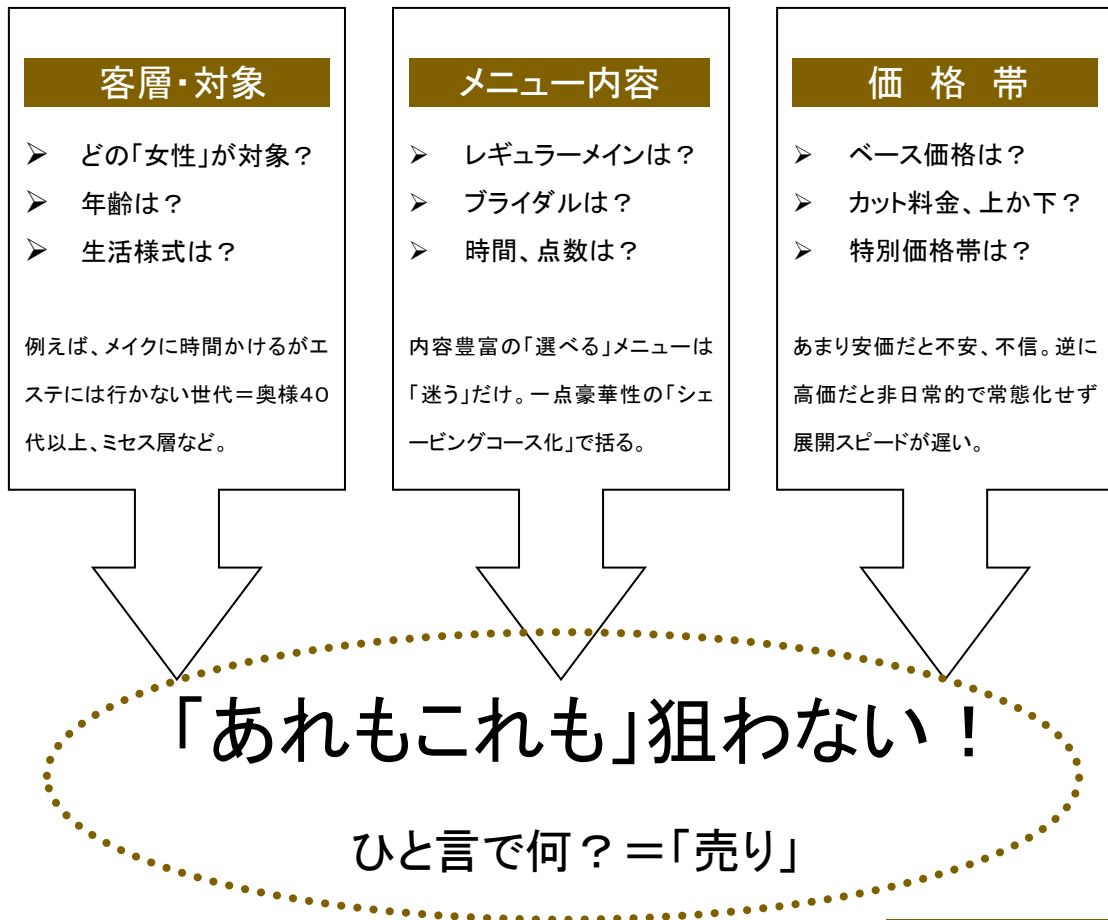 客層・対象
➢ どの「女性」が対象？
➢ 年齢は？
➢ 生活様式は？
例えば、メイクに時間かけるがエ
ステには行かない世代＝奥様４０
代以上、ミセス層など。
メニュー内容
➢ レギュラーメインは？
➢ ブライダルは？
➢ 時間、点数は？
内容豊富の「選べる」メニューは
「迷う」だけ。一点豪華性の「シェ
ービングコース化」で括る。
価 格 帯
➢ ベース価格は？
➢ カット料金、上か下？
➢ 特別価格帯は？
あまり安価だと不安、不信。逆に
高価だと非日常的で常態化せず
展開スピードが遅い。
「あれもこれも」狙わない！
ひと言で何？＝「売り」